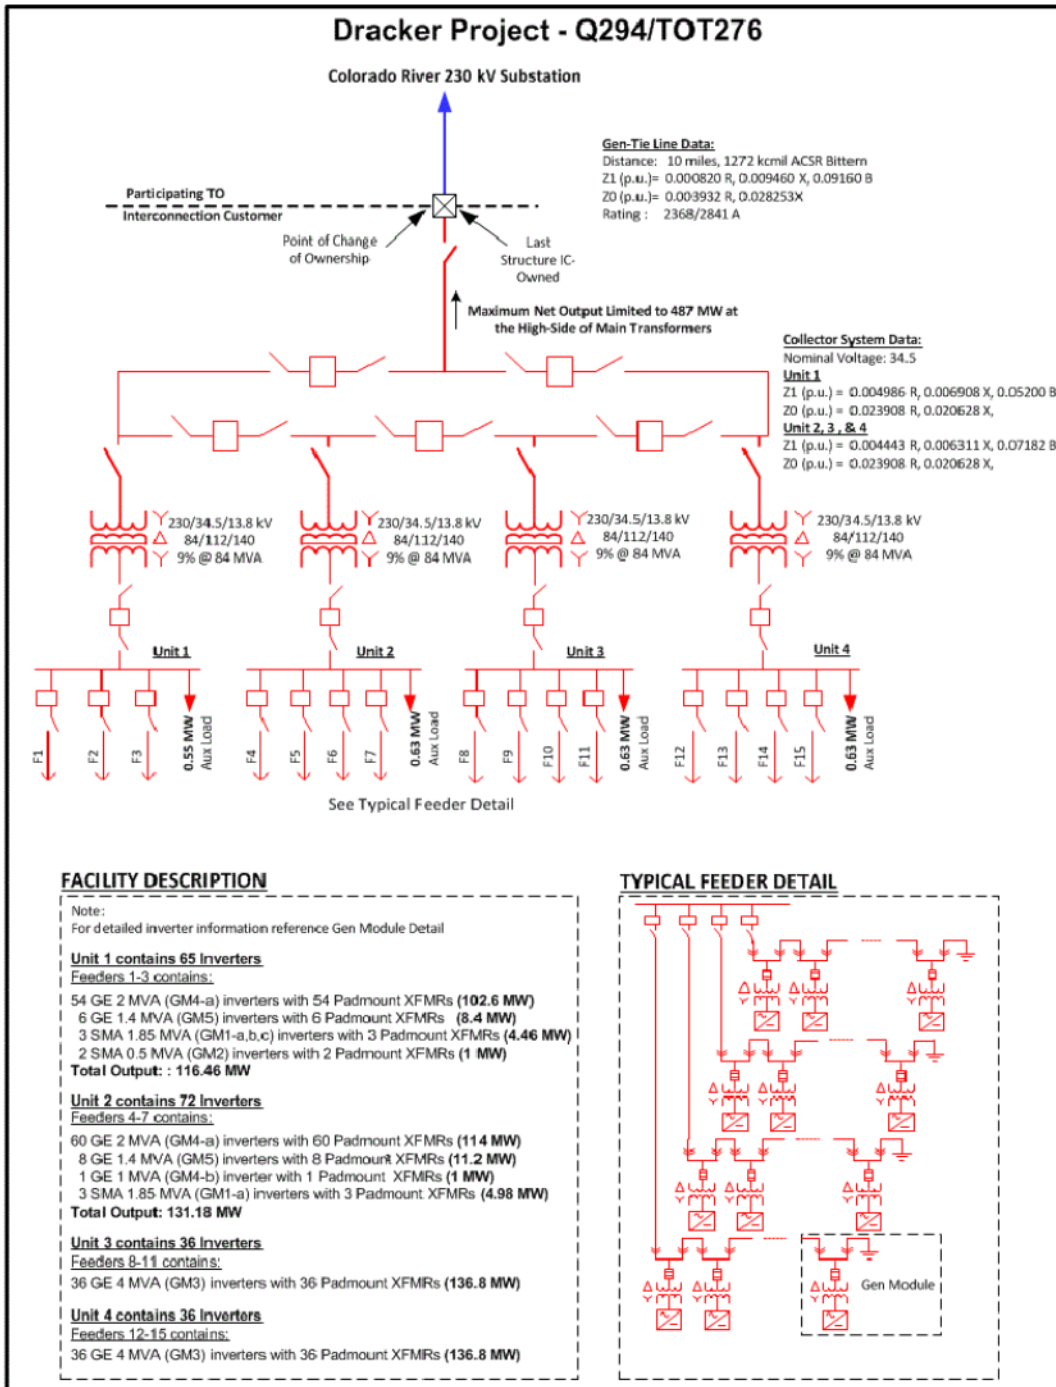 Dracker Project - Q294/TOT276
Colorado River 230 kV Substation
Gen-Tie Line Data:
Distance: 10 miles, 1272 kcmil ACSR Bittern
Z1 (p.u.)= 0.000820 R, 0.009460 X, 0.09160 B
Z0 (p.u.)= 0.003932 R, 0.028253X
Rating : 2368/2841 A
Participating TO
Interconnection Customer
Point of Change
of Ownership
Last
Structure IC-
Owned
Maximum Net Output Limited to 487 MW at
the High-Side of Main Transformers
Collector System Data:
Nominal Voltage: 34.5
Unit 1
Z1 (p.u.) = 0.004986 R, 0.006908 X, 0.05200 B
Z0 (p.u.) = 0.023908 R, 0.020628 X,
Unit 2, 3 , & 4
Z1 (p.u.) = 0.004443 R, 0.006311 X, 0.07182 B
Z0 (p.u.) = 0.023908 R, 0.020628 X,
230/34.5/13.8 kV
84/112/140
9% @ 84 MVA
230/34.5/13.8 kV
84/112/140
9% @ 84 MVA
230/34.5/13.8 kV
84/112/140
9% @ 84 MVA
230/34.5/13.8 kV
84/112/140
9% @ 84 MVA
Unit 1
Unit 2
Unit 3
Unit 4
F1
F2
F3
0.55 MW
Aux Load
F4
F5
F6
F7
0.63 MW
Aux Load
F8
F9
F10
F11
0.63 MW
Aux Load
F12
F13
F14
F15
0.63 MW
Aux Load
See Typical Feeder Detail
FACILITY DESCRIPTION
Note:
For detailed inverter information reference Gen Module Detail
Unit 1 contains 65 Inverters
Feeders 1-3 contains:
54 GE 2 MVA (GM4-a) inverters with 54 Padmount XFMRs (102.6 MW)
6 GE 1.4 MVA (GM5) inverters with 6 Padmount XFMRs (8.4 MW)
3 SMA 1.85 MVA (GM1-a,b,c) inverters with 3 Padmount XFMRs (4.46 MW)
2 SMA 0.5 MVA (GM2) inverters with 2 Padmount XFMRs (1 MW)
Total Output: : 116.46 MW
Unit 2 contains 72 Inverters
Feeders 4-7 contains:
60 GE 2 MVA (GM4-a) inverters with 60 Padmount XFMRs (114 MW)
8 GE 1.4 MVA (GM5) inverters with 8 Padmount XFMRs (11.2 MW)
1 GE 1 MVA (GM4-b) inverter with 1 Padmount XFMRs (1 MW)
3 SMA 1.85 MVA (GM1-a) inverters with 3 Padmount XFMRs (4.98 MW)
Total Output: 131.18 MW
Unit 3 contains 36 Inverters
Feeders 8-11 contains:
36 GE 4 MVA (GM3) inverters with 36 Padmount XFMRs (136.8 MW)
Unit 4 contains 36 Inverters
Feeders 12-15 contains:
36 GE 4 MVA (GM3) inverters with 36 Padmount XFMRs (136.8 MW)
TYPICAL FEEDER DETAIL
Gen Module